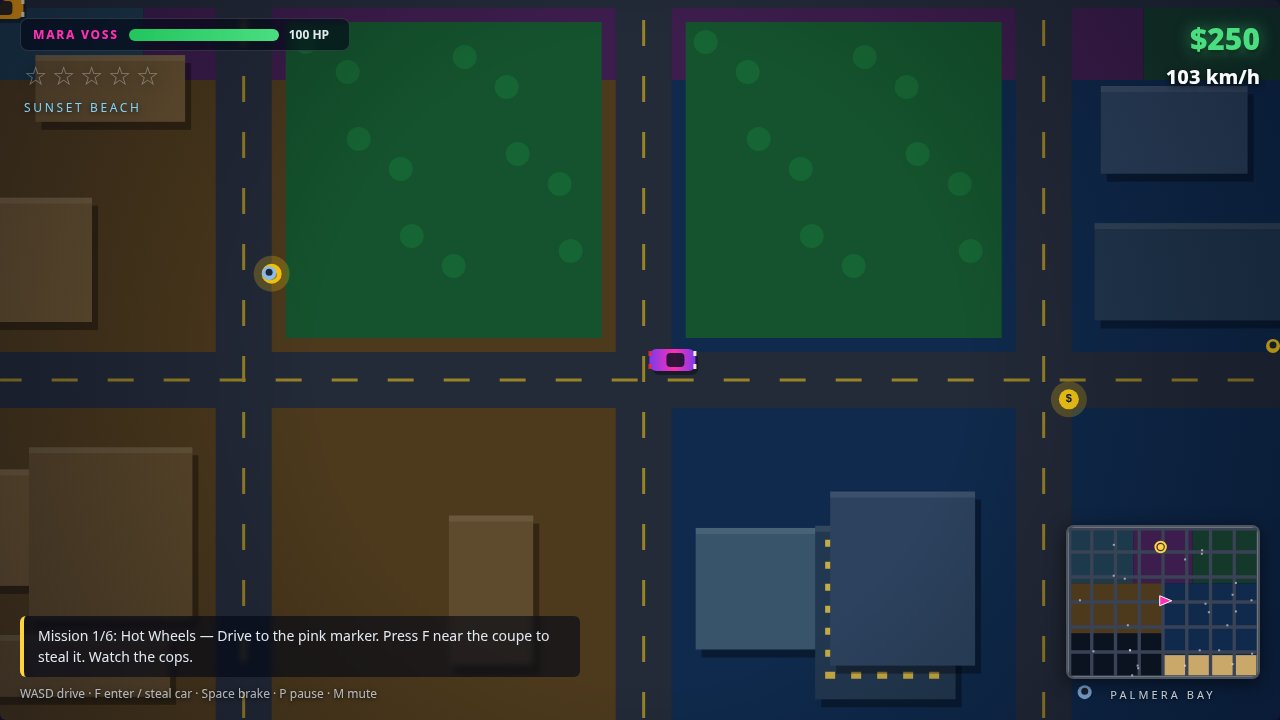 MARA VOSS 100 HP
$250
103 km/h
SUNSET BEACH
$
Mission 1/6: Hot Wheels — Drive to the pink marker. Press F near the coupe to
steal it. Watch the cops.
WASD drive · F enter / steal car · Space brake · P pause · M mute
PALMERA BAY